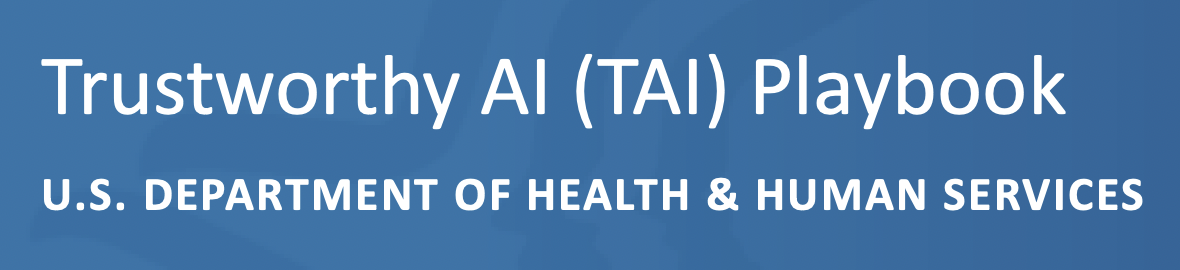 Trustworthy AI (TAI) Playbook
U.S. DEPARTMENT OF HEALTH & HUMAN SERVICES